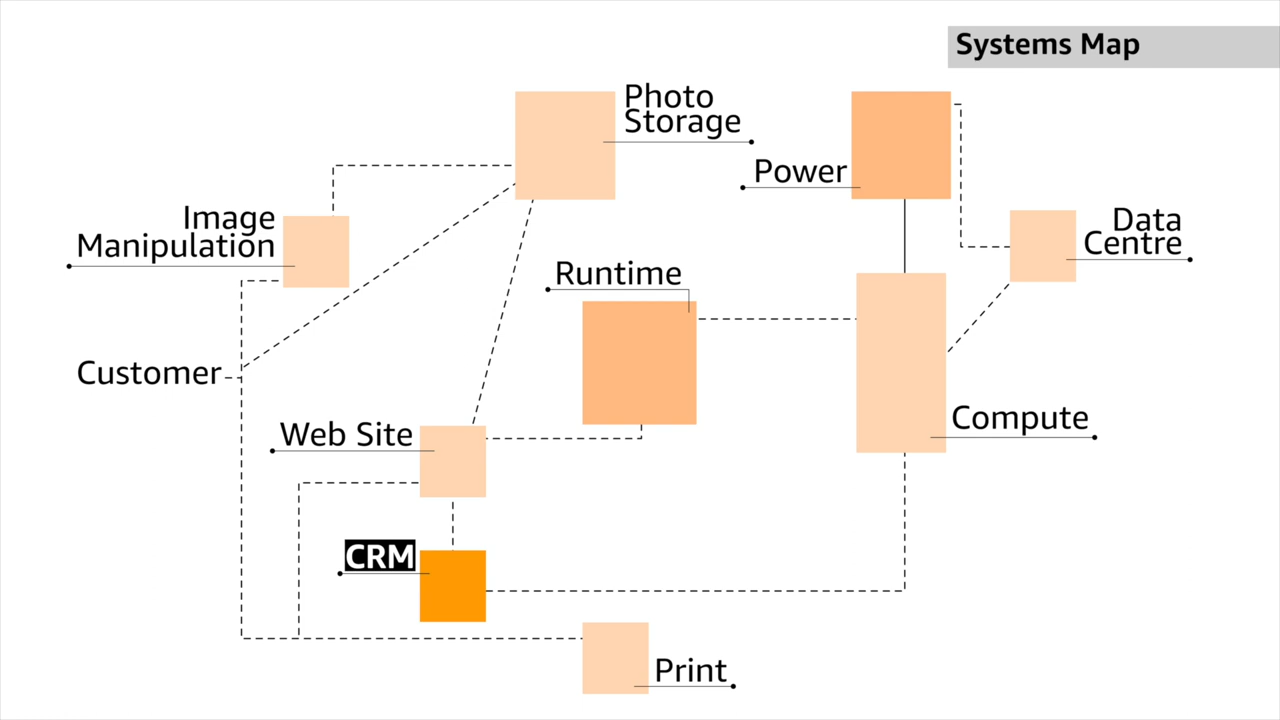 Systems Map
Photo
Storage
Power
Image
Manipulation
Data
Centre
Runtime
Customer
Compute
Web Site
CRM
Print